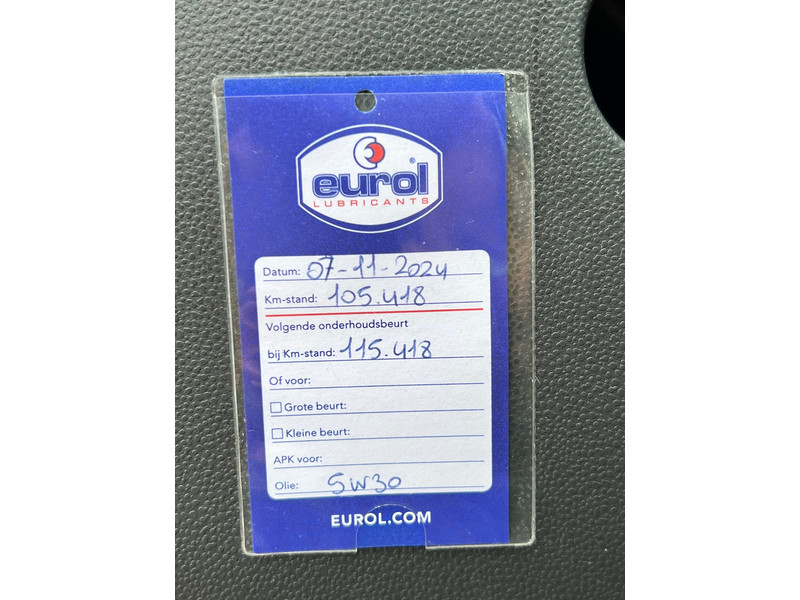 eurol®
LUBRICANTS
Datum: 07-11-2024
Km-stand: 105.418
Volgende onderhoudsbeurt
bij Km-stand: 115.418
Of voor:
Grote beurt:
Kleine beurt:
APK voor:
Olie: 5W30
EUROL.COM